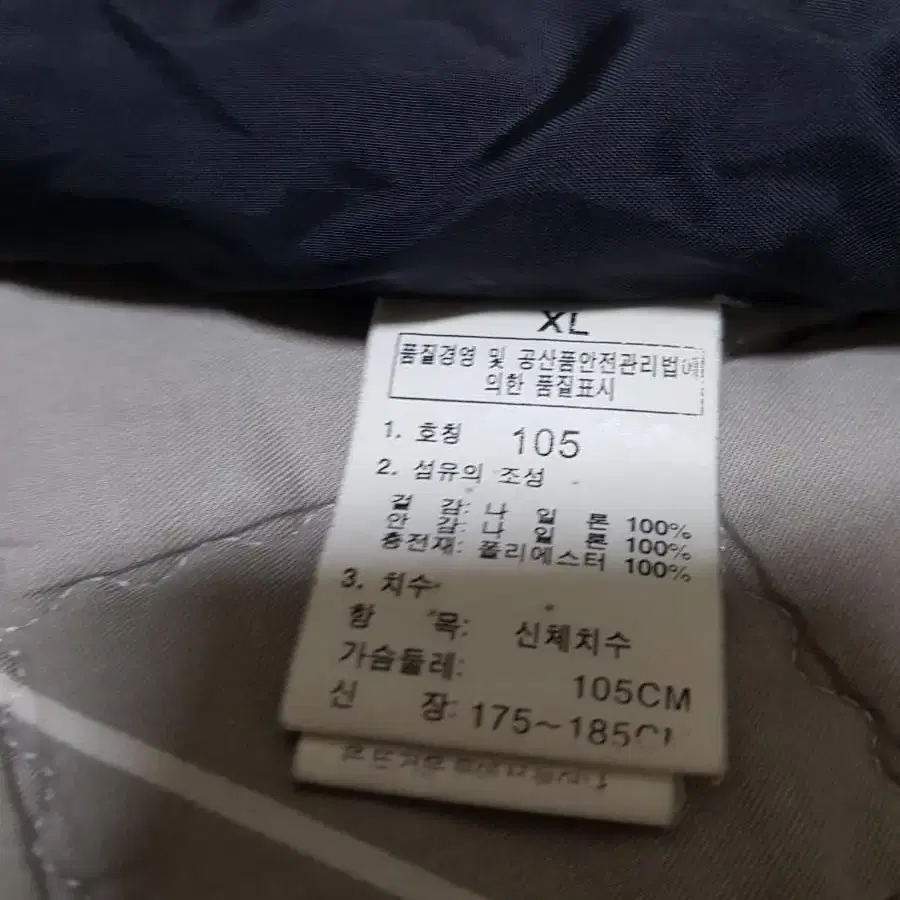 XL
품질경영 및 공산품안전관리법에
의한 품질표시
1. 호칭 105
2. 섬유의 조성
겉 감: 나 일 론 100%
안 감: 나 일 론 100%
충전재: 폴리에스터 100%
3. 치수
항 목: 신체치수
가슴둘레: 105CM
신 장: 175~185CM